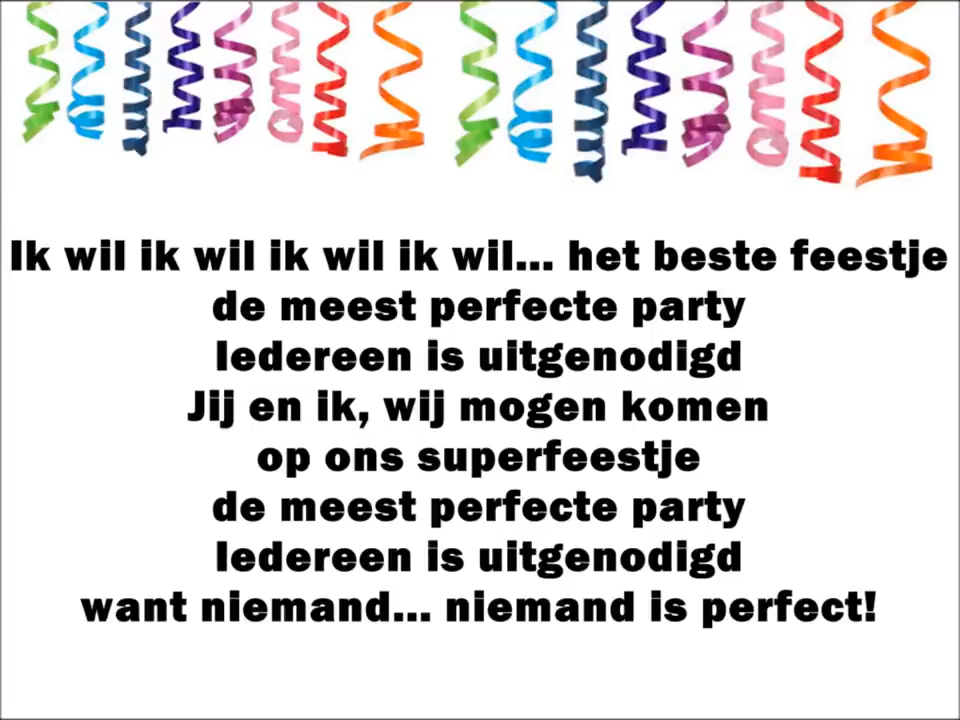 Ik wil ik wil ik wil ik wil... het beste feestje
de meest perfecte party
Iedereen is uitgenodigd
Jij en ik, wij mogen komen
op ons superfeestje
de meest perfecte party
Iedereen is uitgenodigd
want niemand... niemand is perfect!